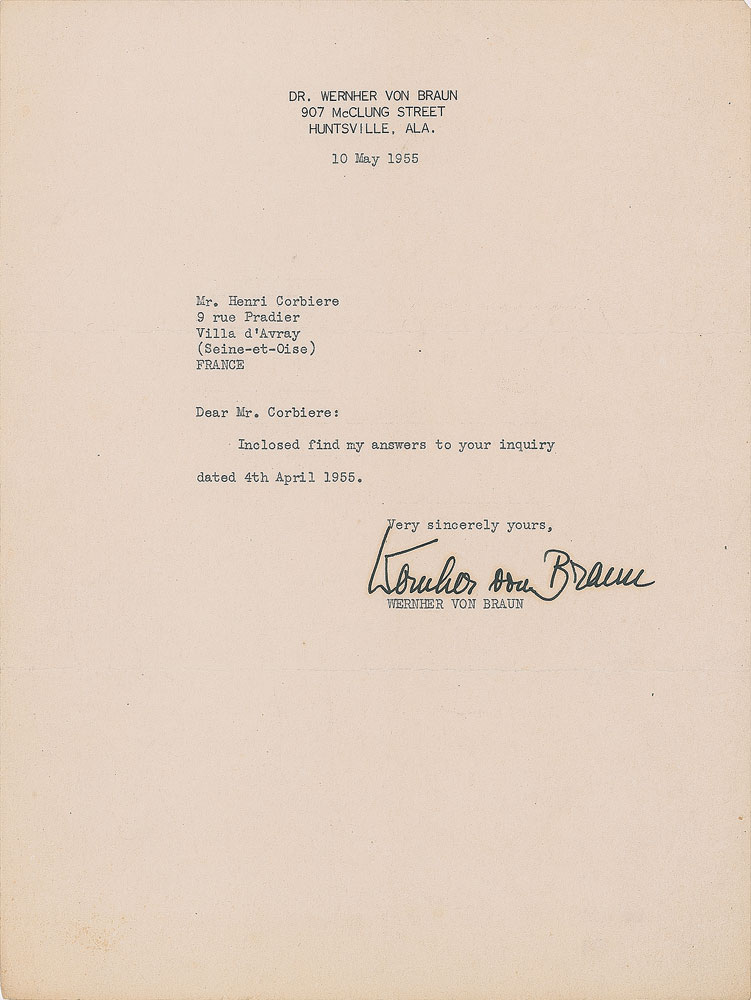 DR. WERNHER VON BRAUN
907 McCLUNG STREET
HUNTSVILLE, ALA.
10 May 1955
Mr. Henri Corbiere
9 rue Pradier
Villa d'Avray
(Seine-et-Oise)
FRANCE
Dear Mr. Corbiere:
Inclosed find my answers to your inquiry
dated 4th April 1955.
Very sincerely yours,
Wernher von Braun
WERNHER VON BRAUN